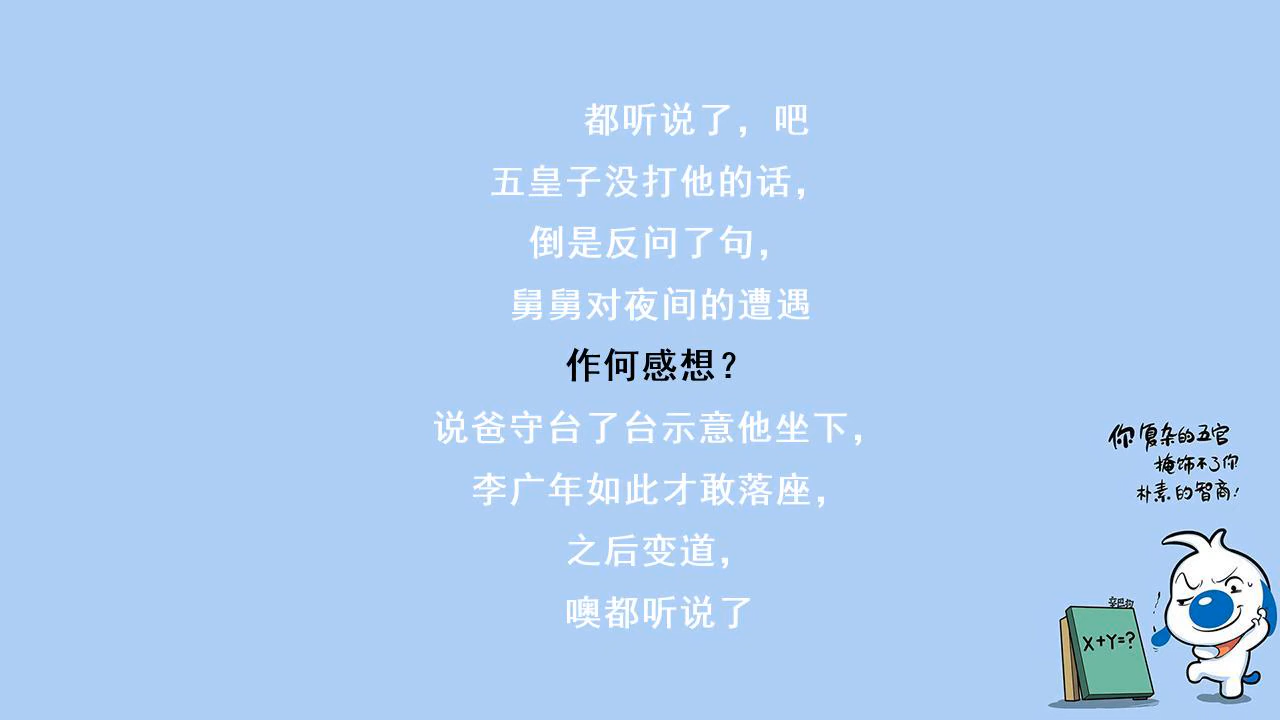 都听说了，吧
五皇子没打他的话，
倒是反问了句，
舅舅对夜间的遭遇
作何感想？
说爸守台了台示意他坐下，
李广年如此才敢落座，
之后变道，
噢都听说了
你复杂的五官
掩饰不了你
朴素的智商！
X+Y=?